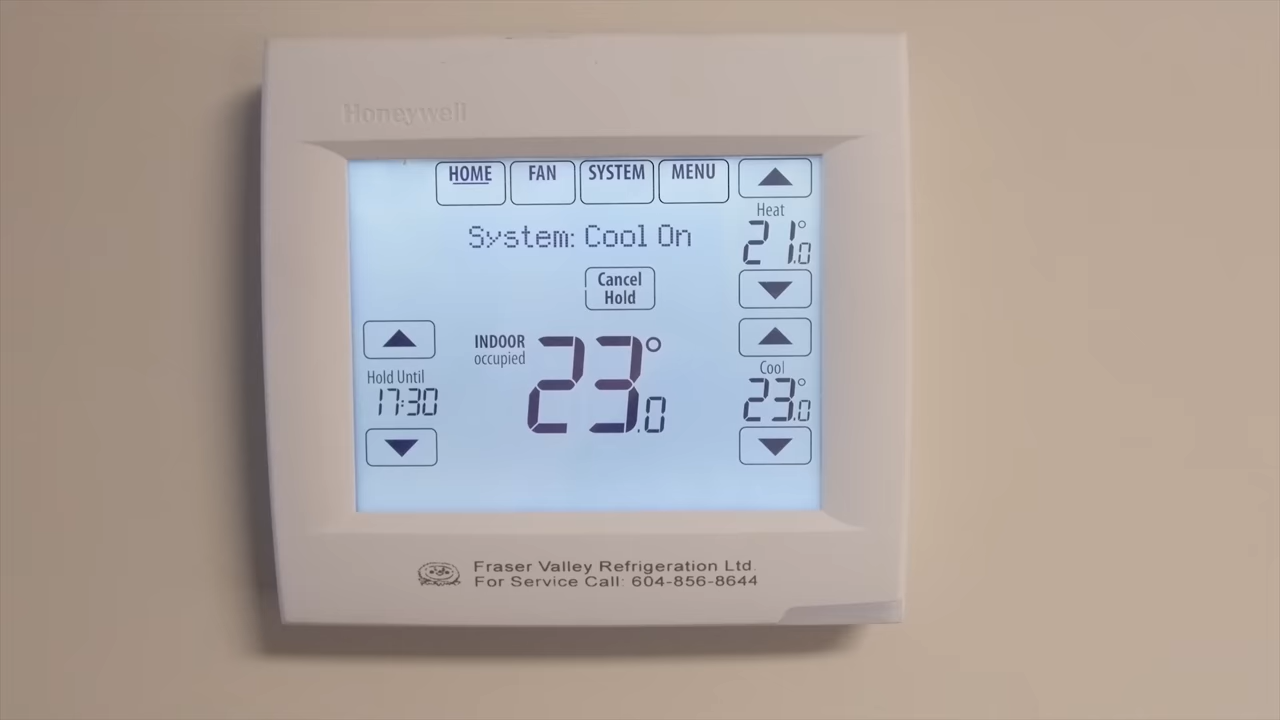 Honeywell
HOME FAN SYSTEM MENU
System: Cool On
Heat
21.0°
Cancel
Hold
INDOOR
occupied
23.0°
Hold Until
17:30
Cool
23.0°
Fraser Valley Refrigeration Ltd.
For Service Call: 604-856-8644